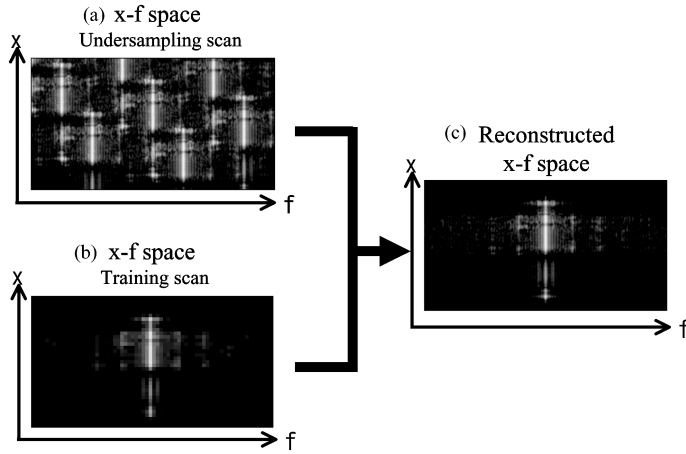 (a) x-f space
Undersampling scan
x
f
(b) x-f space
Training scan
x
f
(c) Reconstructed
x-f space
x
f